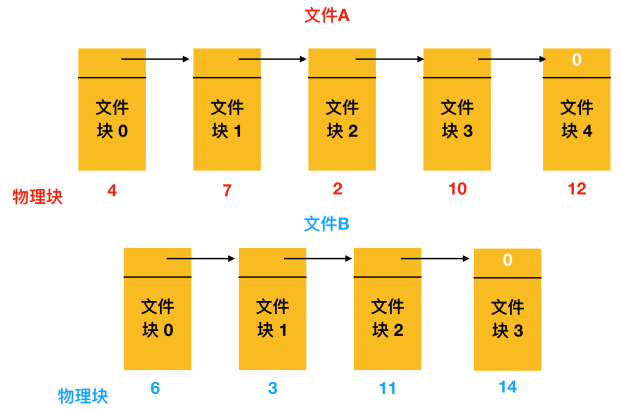 文件A
0
文件 文件 文件 文件 文件
块 0 块 1 块 2 块 3 块 4
物理块 4 7 2 10 12
文件B
0
文件 文件 文件 文件
块 0 块 1 块 2 块 3
物理块 6 3 11 14